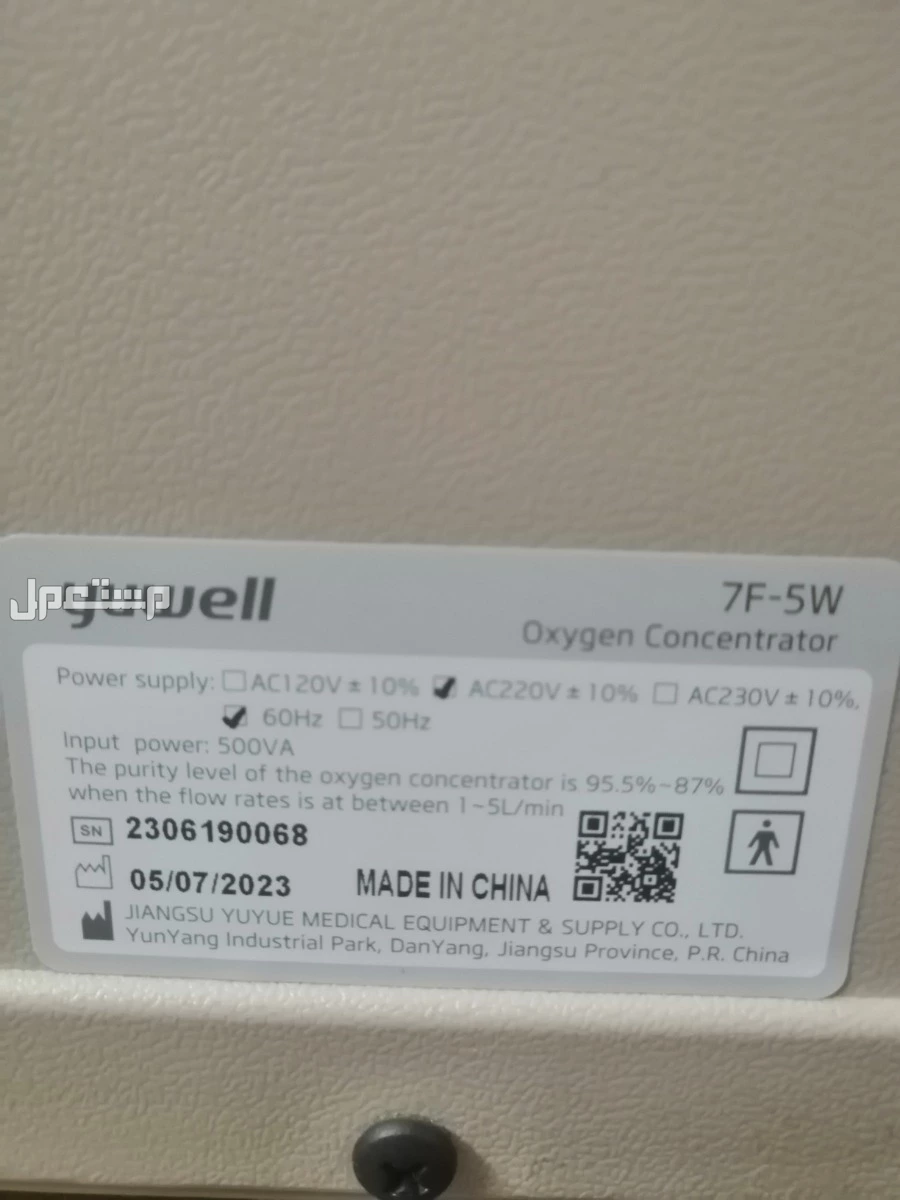 yuwell
مستعمل
7F-5W
Oxygen Concentrator
Power supply: ☐ AC120V ± 10% ☑ AC220V ± 10% ☐ AC230V ± 10%,
☑ 60Hz ☐ 50Hz
Input power: 500VA
The purity level of the oxygen concentrator is 95.5%~87%
when the flow rates is at between 1~5L/min
SN 2306190068
05/07/2023 MADE IN CHINA
JIANGSU YUYUE MEDICAL EQUIPMENT & SUPPLY CO., LTD.
YunYang Industrial Park, DanYang, Jiangsu Province, P.R. China